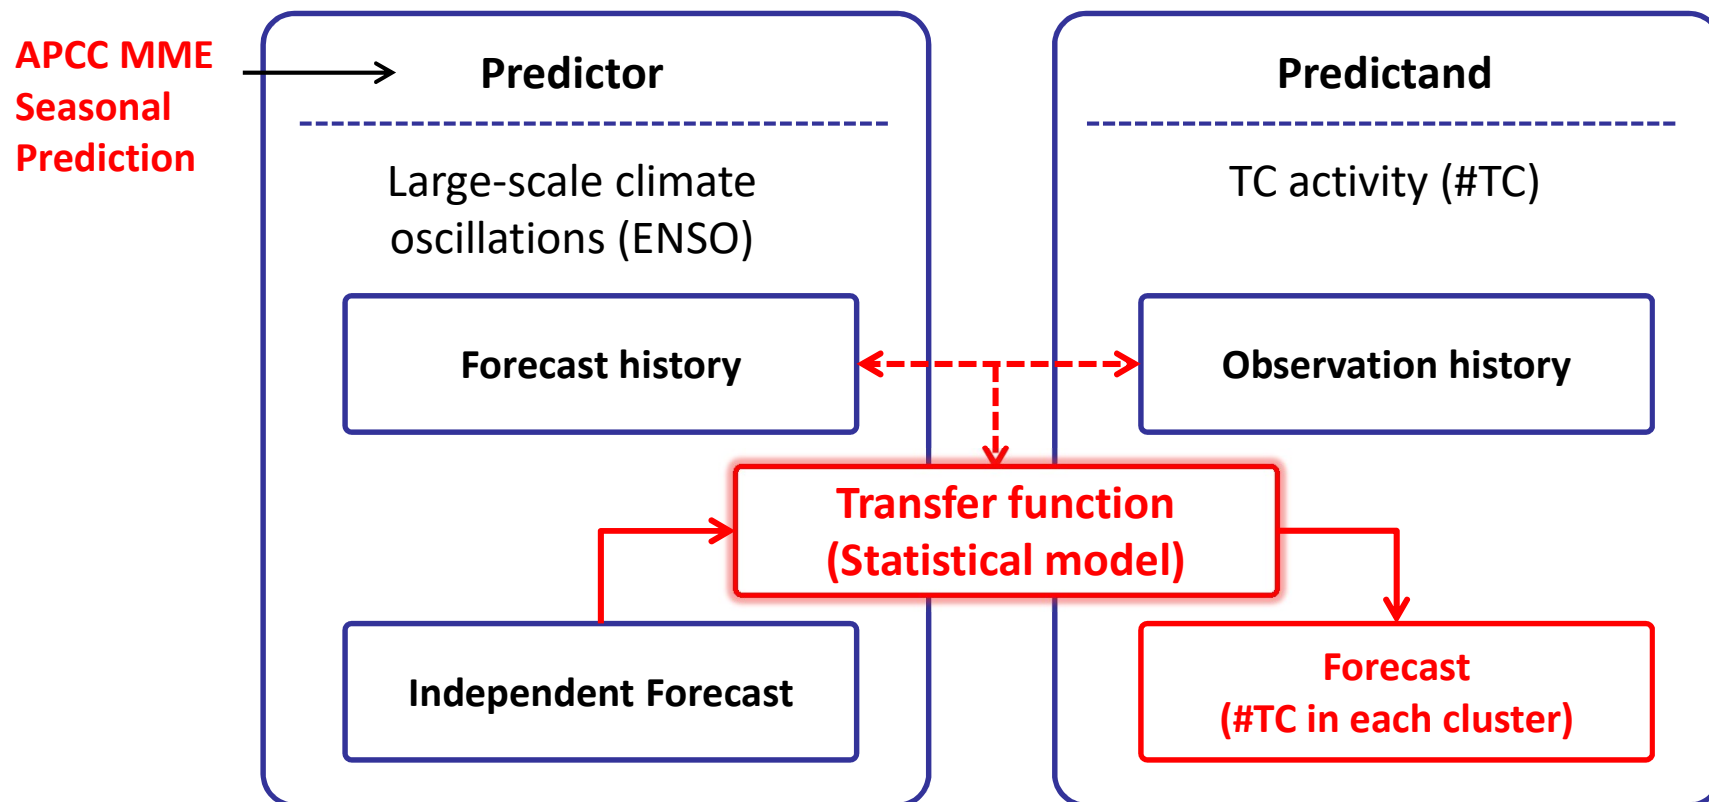 APCC MME
Seasonal
Prediction
Predictor
Large-scale climate
oscillations (ENSO)
Forecast history
Independent Forecast
Predictand
TC activity (#TC)
Observation history
Transfer function
(Statistical model)
Forecast
(#TC in each cluster)